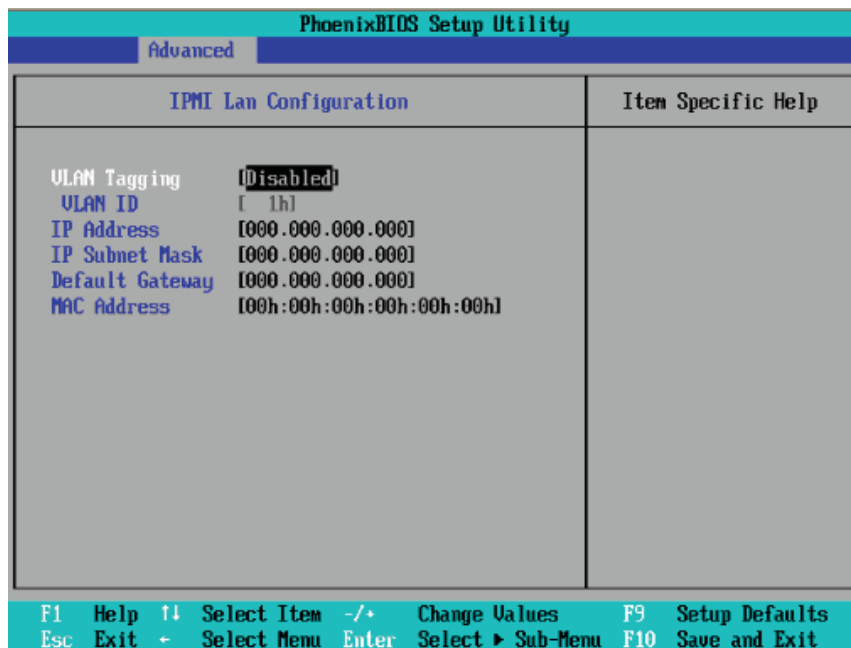 PhoenixBIOS Setup Utility
Advanced
IPMI Lan Configuration
Item Specific Help
VLAN Tagging [Disabled]
VLAN ID [ 1h]
IP Address [000.000.000.000]
IP Subnet Mask [000.000.000.000]
Default Gateway [000.000.000.000]
MAC Address [00h:00h:00h:00h:00h:00h]
F1 Help ↑↓ Select Item -/+ Change Values F9 Setup Defaults
Esc Exit ← Select Menu Enter Select ▶ Sub-Menu F10 Save and Exit